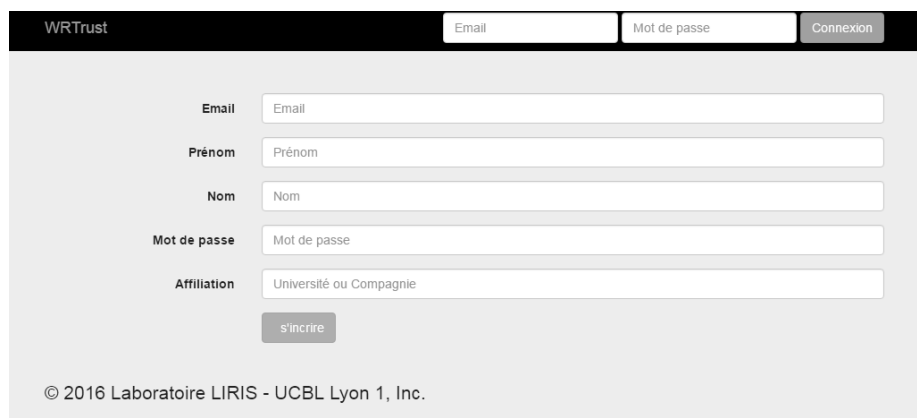 WRTrust Email Mot de passe Connexion
Email Email
Prénom Prénom
Nom Nom
Mot de passe Mot de passe
Affiliation Université ou Compagnie
s'incrire
© 2016 Laboratoire LIRIS - UCBL Lyon 1, Inc.